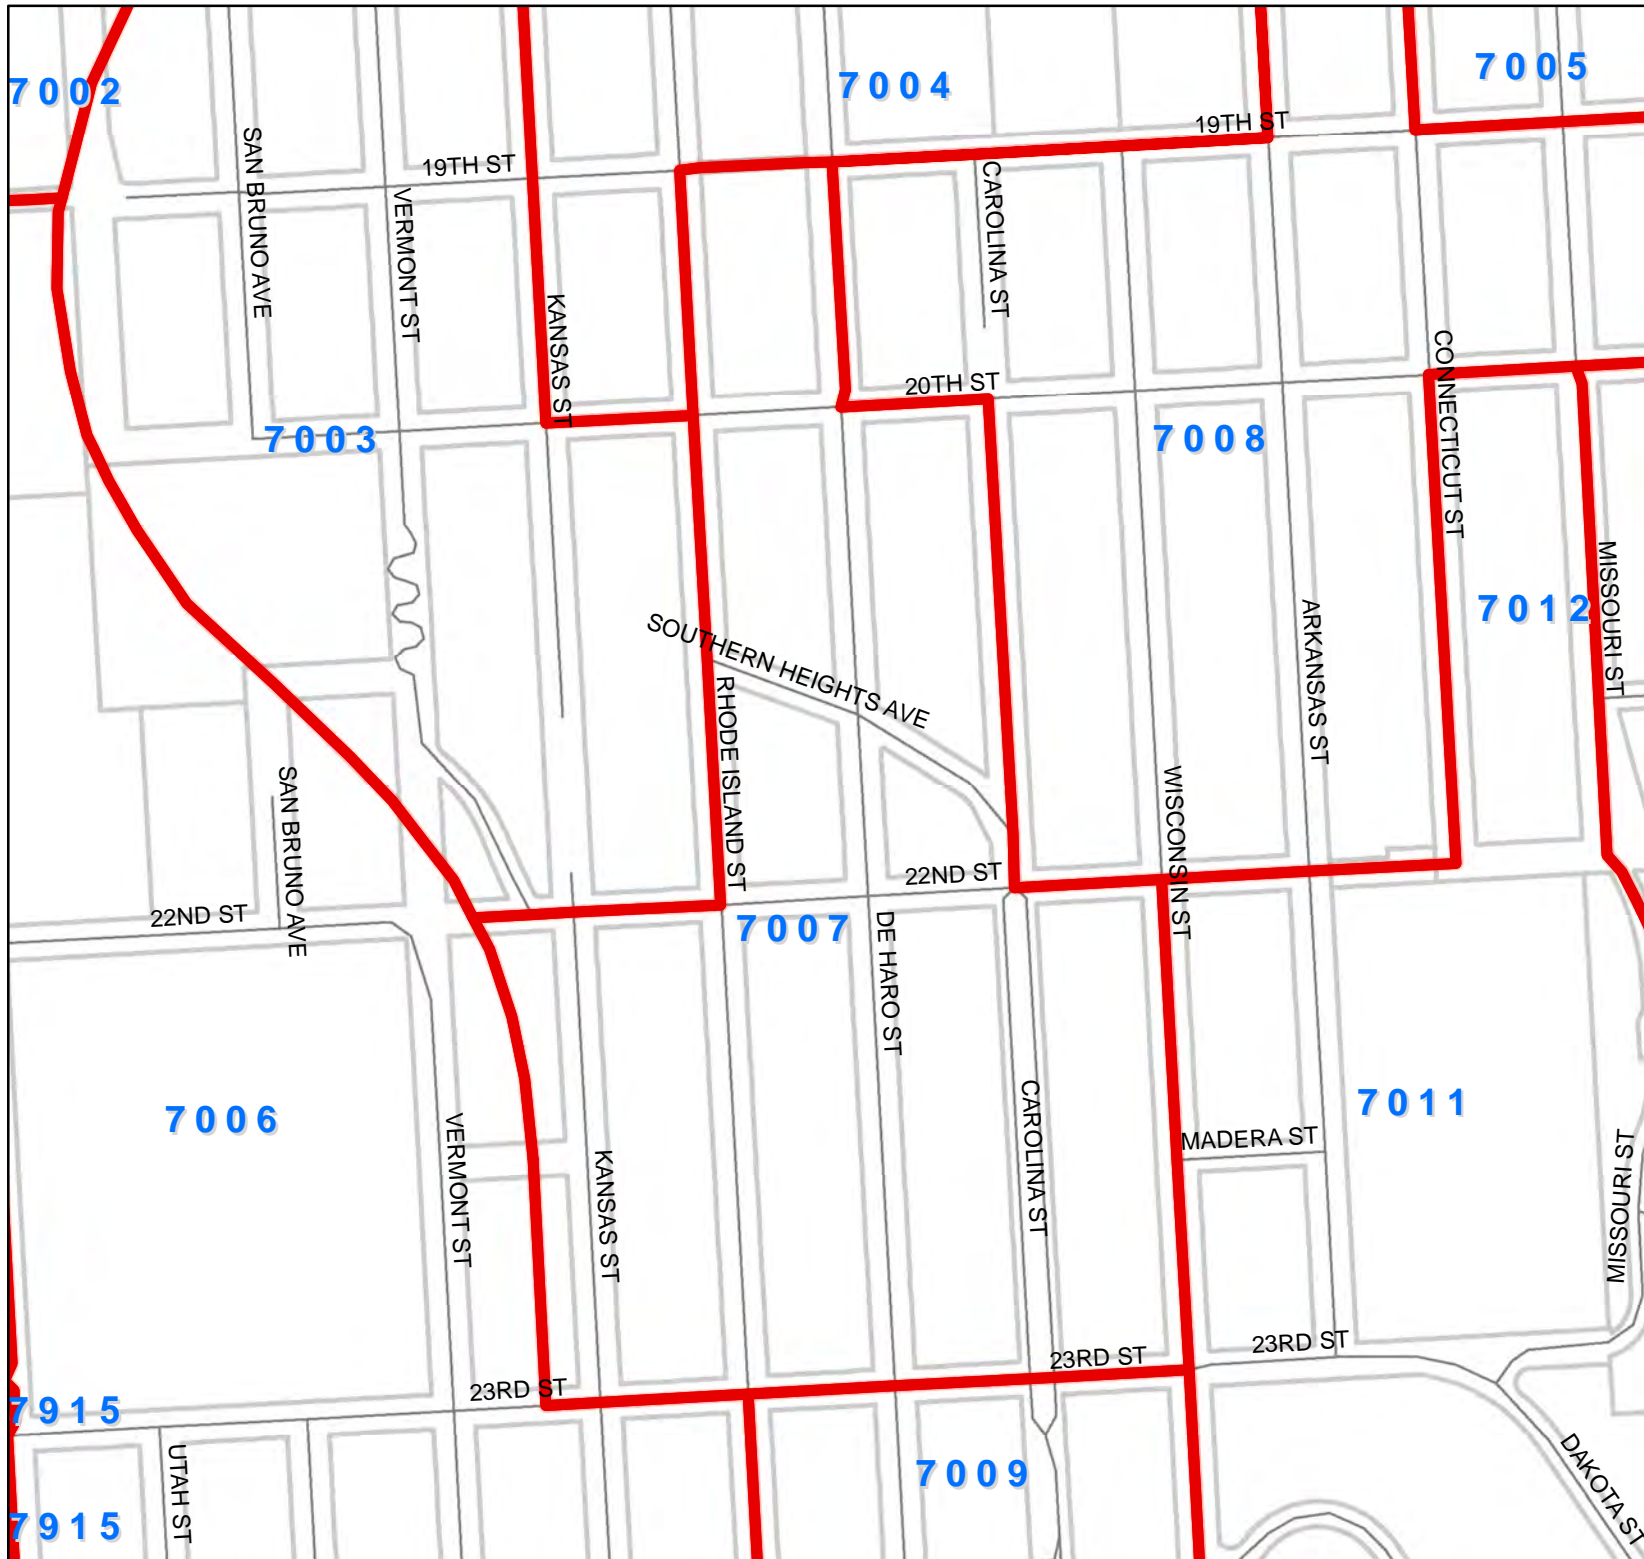 7005
7004
7002
19TH ST
19TH ST
SAN BRUNO AVE
VERMONT ST
CAROLINA ST
KANSAS ST
CONNECTICUT ST
20TH ST
7003
7008
MISSOURI ST
7012
ARKANSAS ST
SOUTHERN HEIGHTS AVE
RHODE ISLAND ST
SAN BRUNO AVE
WISCONSIN ST
22ND ST
22ND ST
7007
DE HARO ST
7006
7011
CAROLINA ST
VERMONT ST
MADERA ST
KANSAS ST
MISSOURI ST
23RD ST
23RD ST
23RD ST
7915
UTAH ST
7009
DAKOTA ST
7915